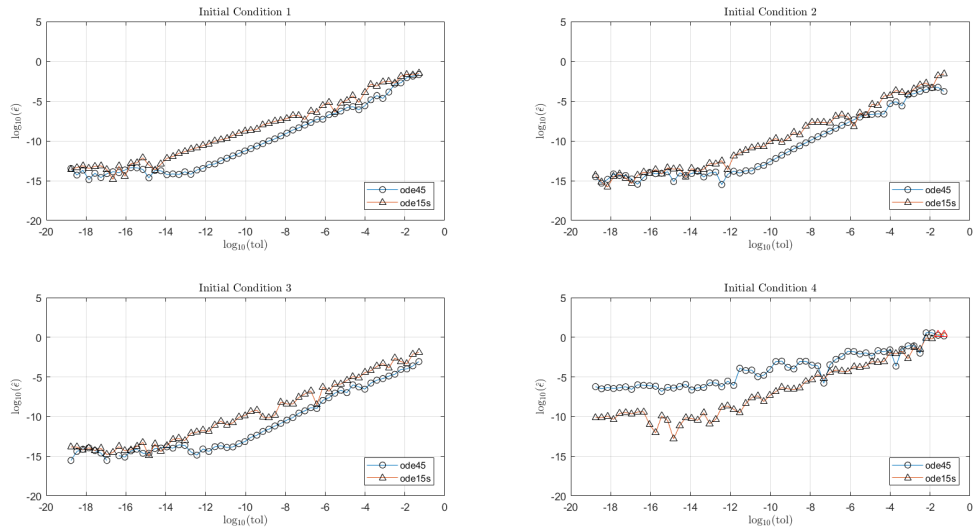 Initial Condition 1
5
0
-5
-10
-15
-20
log₁₀(ε̂)
-20 -18 -16 -14 -12 -10 -8 -6 -4 -2 0
log₁₀(tol)
ode45
ode15s
Initial Condition 2
5
0
-5
-10
-15
-20
log₁₀(ε̂)
-20 -18 -16 -14 -12 -10 -8 -6 -4 -2 0
log₁₀(tol)
ode45
ode15s
Initial Condition 3
5
0
-5
-10
-15
-20
log₁₀(ε̂)
-20 -18 -16 -14 -12 -10 -8 -6 -4 -2 0
log₁₀(tol)
ode45
ode15s
Initial Condition 4
5
0
-5
-10
-15
-20
log₁₀(ε̂)
-20 -18 -16 -14 -12 -10 -8 -6 -4 -2 0
log₁₀(tol)
ode45
ode15s